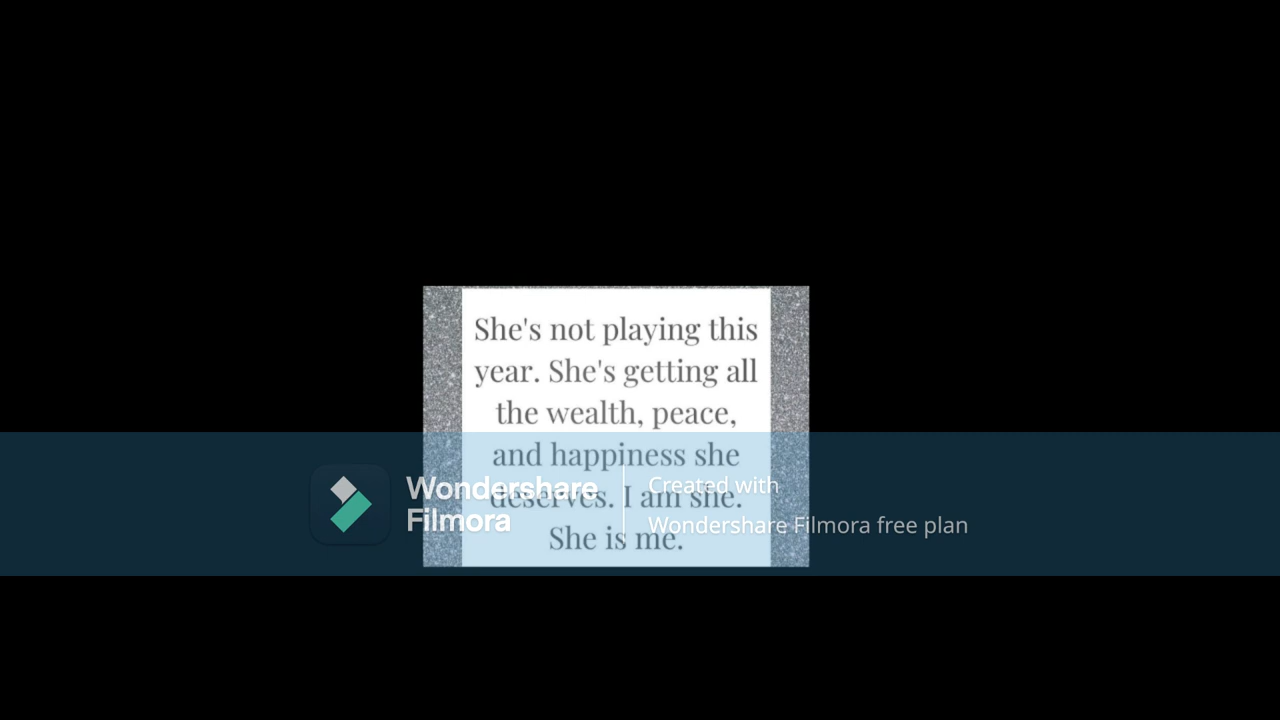 She's not playing this
year. She's getting all
the wealth, peace,
and happiness she
deserves. I am she.
She is me.
Wondershare
Filmora
Created with
Wondershare Filmora free plan